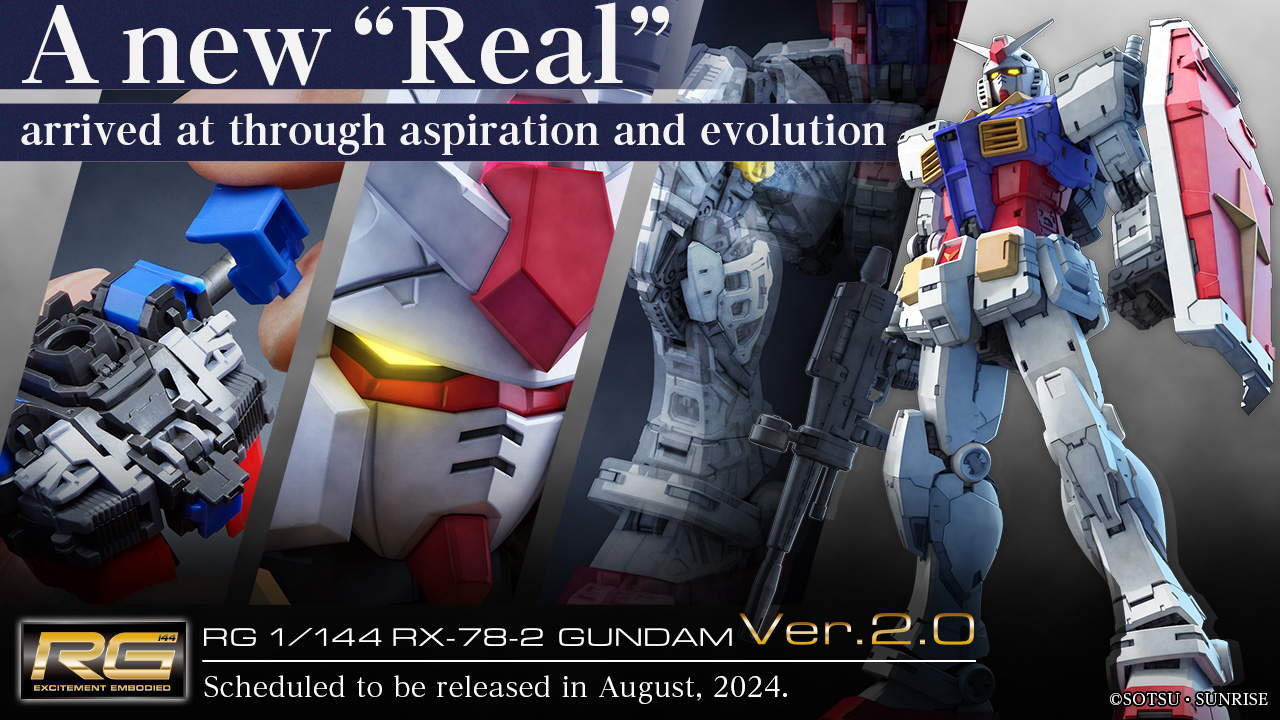 A new “Real”
arrived at through aspiration and evolution
RG 144
EXCITEMENT EMBODIED
RG 1/144 RX-78-2 GUNDAM Ver.2.0
Scheduled to be released in August, 2024.
©SOTSU・SUNRISE